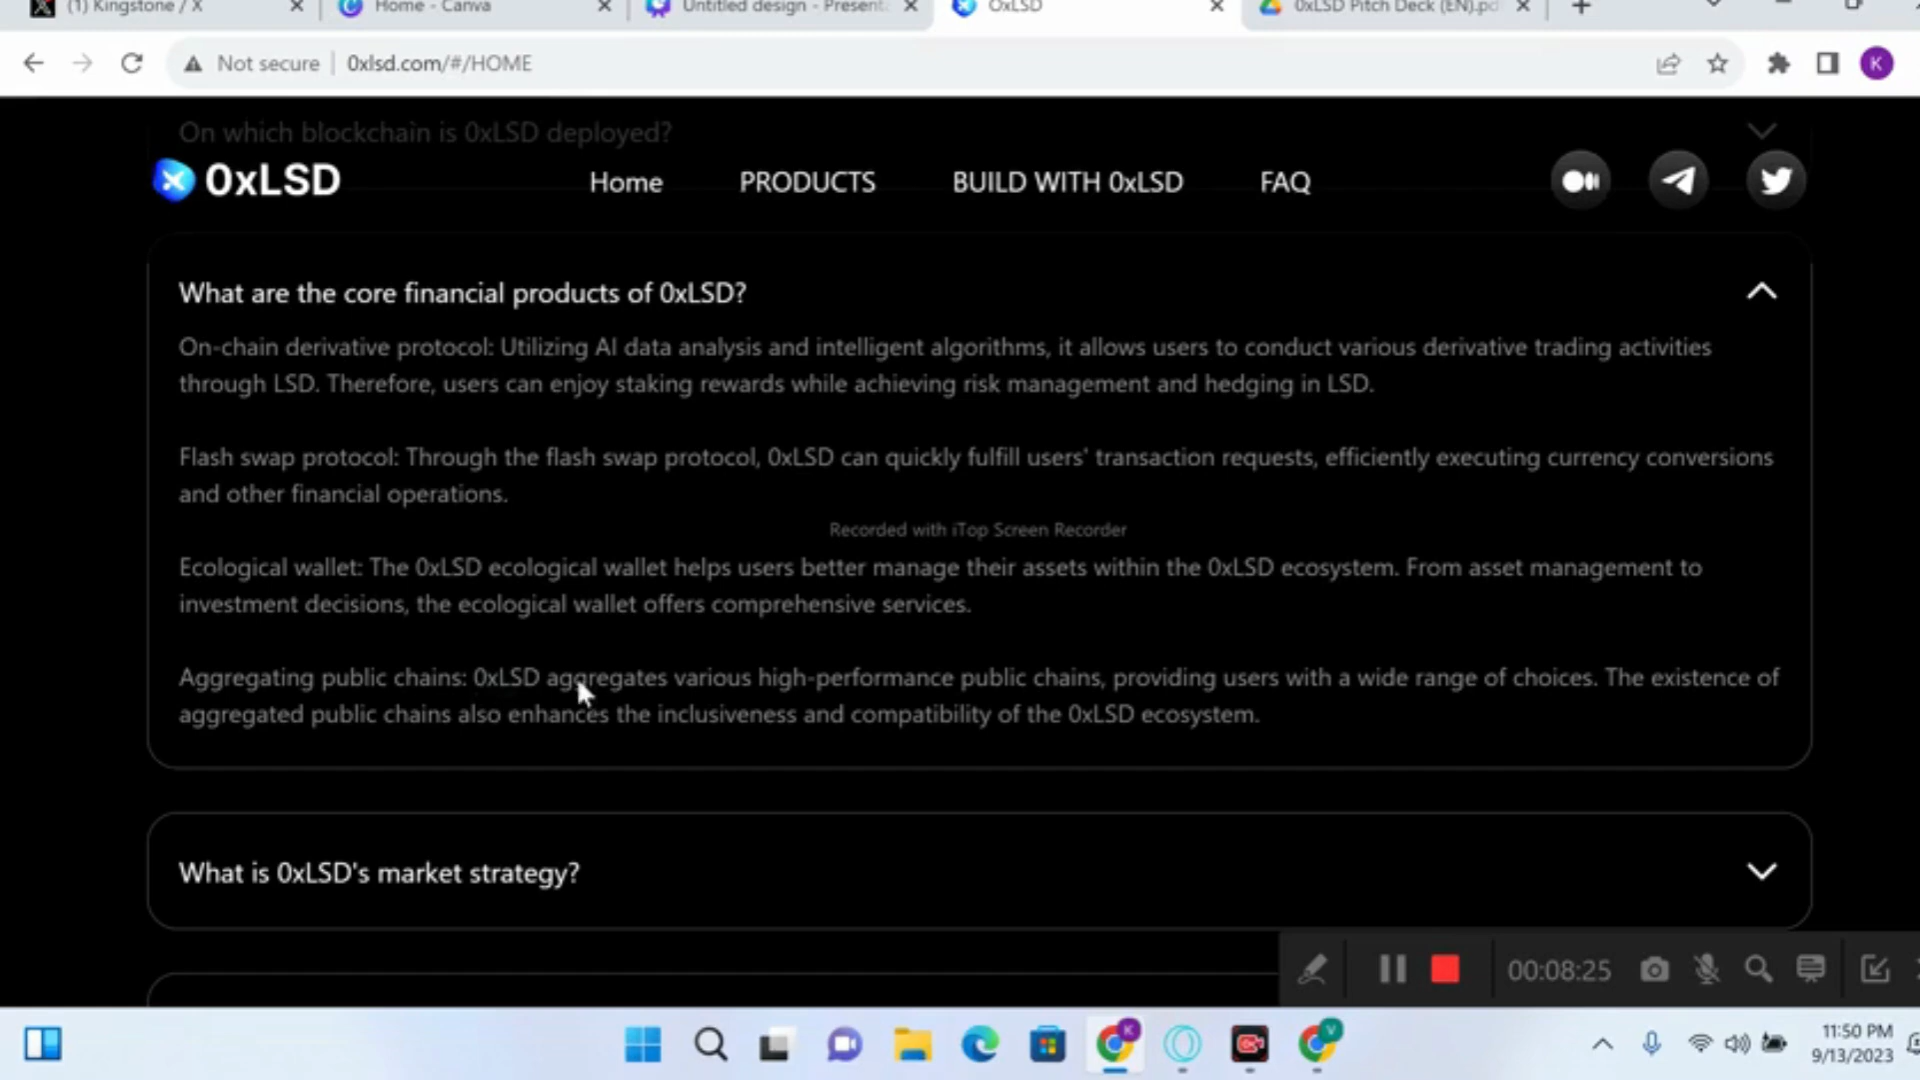 (1) Kingstone / X
Home - Canva
Untitled design - Present
OxLSD
0xLSD Pitch Deck (EN).pd
Not secure
0xlsd.com/#/HOME
K
On which blockchain is 0xLSD deployed?
0xLSD
Home
PRODUCTS
BUILD WITH 0xLSD
FAQ
What are the core financial products of 0xLSD?
On-chain derivative protocol: Utilizing AI data analysis and intelligent algorithms, it allows users to conduct various derivative trading activities
through LSD. Therefore, users can enjoy staking rewards while achieving risk management and hedging in LSD.
Flash swap protocol: Through the flash swap protocol, 0xLSD can quickly fulfill users' transaction requests, efficiently executing currency conversions
and other financial operations.
Recorded with iTop Screen Recorder
Ecological wallet: The 0xLSD ecological wallet helps users better manage their assets within the 0xLSD ecosystem. From asset management to
investment decisions, the ecological wallet offers comprehensive services.
Aggregating public chains: 0xLSD aggregates various high-performance public chains, providing users with a wide range of choices. The existence of
aggregated public chains also enhances the inclusiveness and compatibility of the 0xLSD ecosystem.
What is 0xLSD's market strategy?
00:08:25
K
V
11:50 PM
9/13/2023